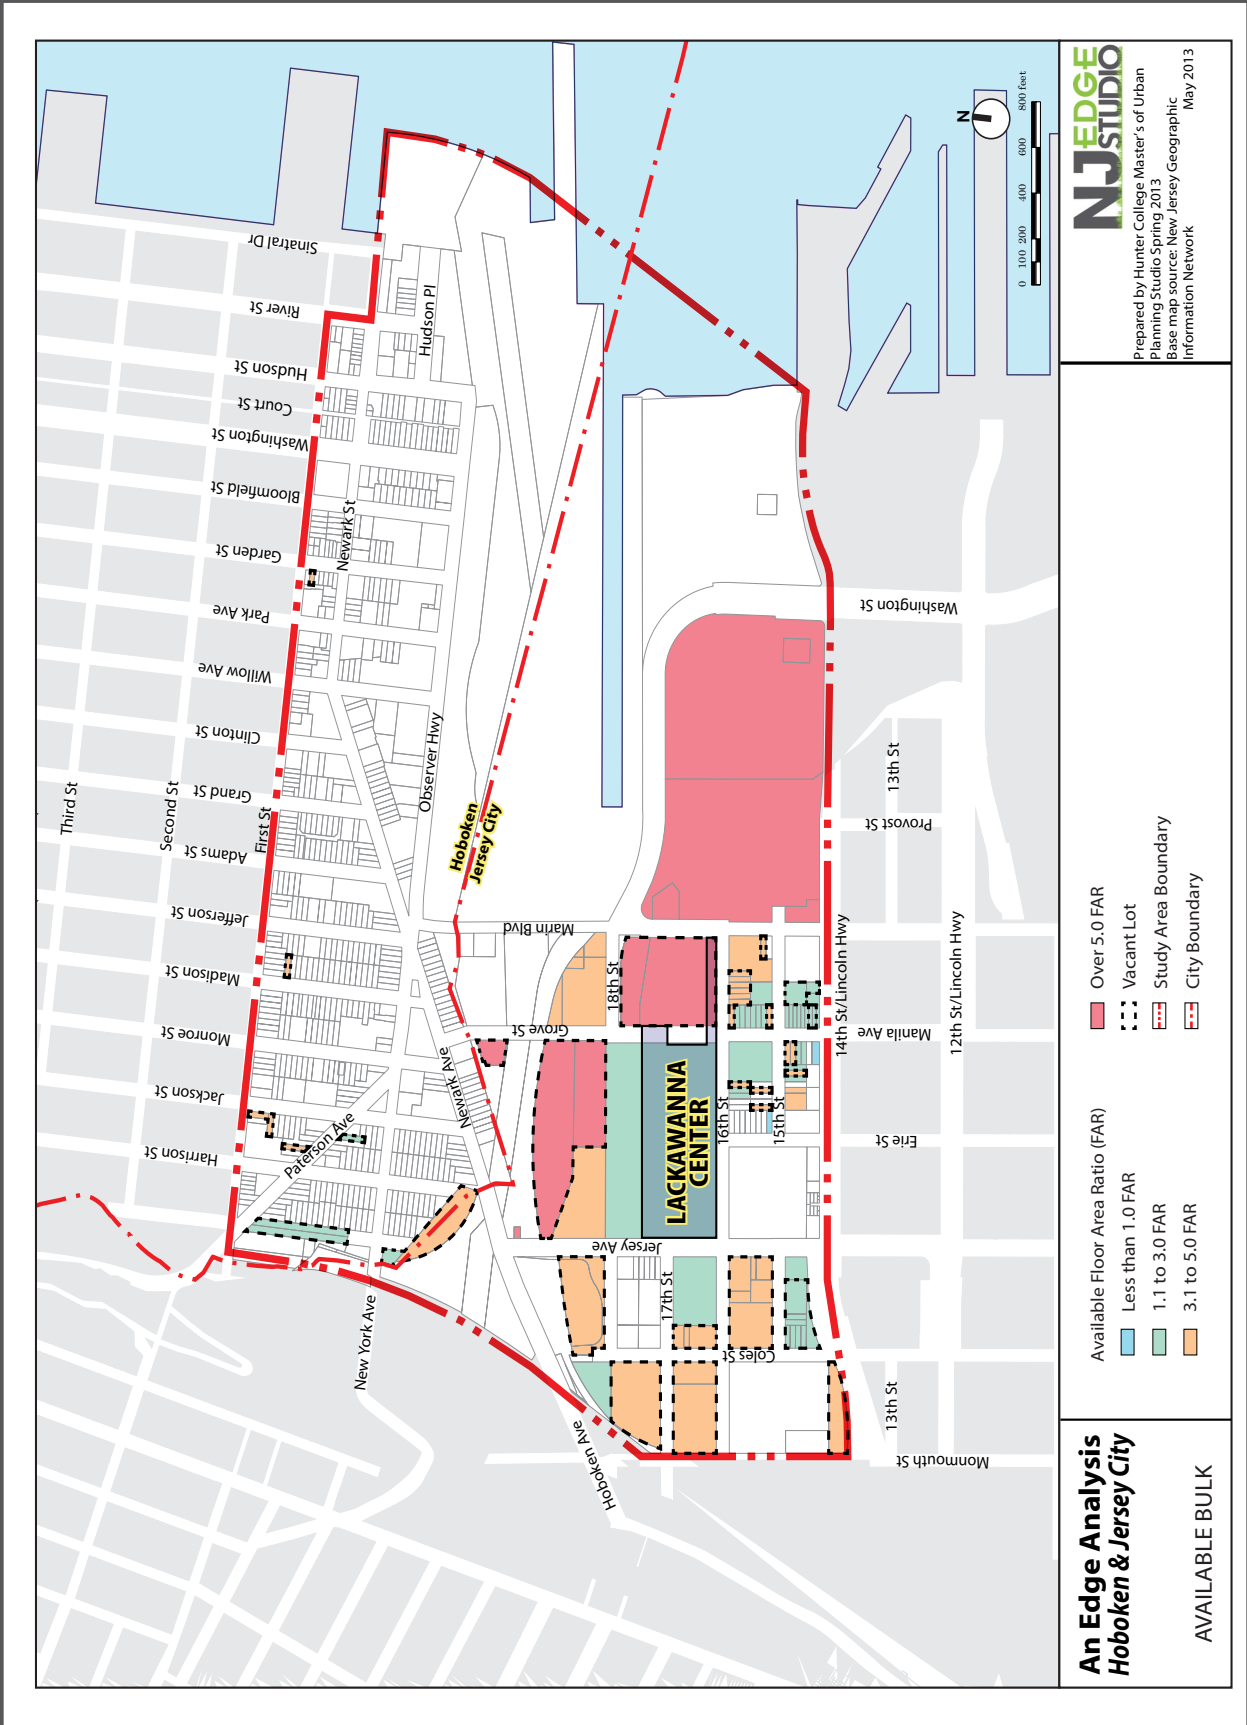 Sinatral Dr
River St
Hudson St
Court St
Washington St
Bloomfield St
Garden St
Park Ave
Willow Ave
Clinton St
Grand St
Adams St
Jefferson St
Madison St
Monroe St
Jackson St
Harrison St
Third St
Second St
First St
Hudson Pl
Newark St
Observer Hwy
Hoboken
Jersey City
Newark Ave
Paterson Ave
New York Ave
Hoboken Ave
Marin Blvd
Grove St
Jersey Ave
Coles St
Monmouth St
18th St
17th St
16th St
15th St
LACKAWANNA
CENTER
14th St/Lincoln Hwy
12th St/Lincoln Hwy
13th St
13th St
Washington St
Provost St
Manila Ave
Erie St
N
0 100 200 400 600 800 feet
An Edge Analysis
Hoboken & Jersey City
AVAILABLE BULK
Available Floor Area Ratio (FAR)
Less than 1.0 FAR
1.1 to 3.0 FAR
3.1 to 5.0 FAR
Over 5.0 FAR
Vacant Lot
Study Area Boundary
City Boundary
NJ EDGE
STUDIO
Prepared by Hunter College Master's of Urban
Planning Studio Spring 2013
Base map source: New Jersey Geographic
Information Network May 2013